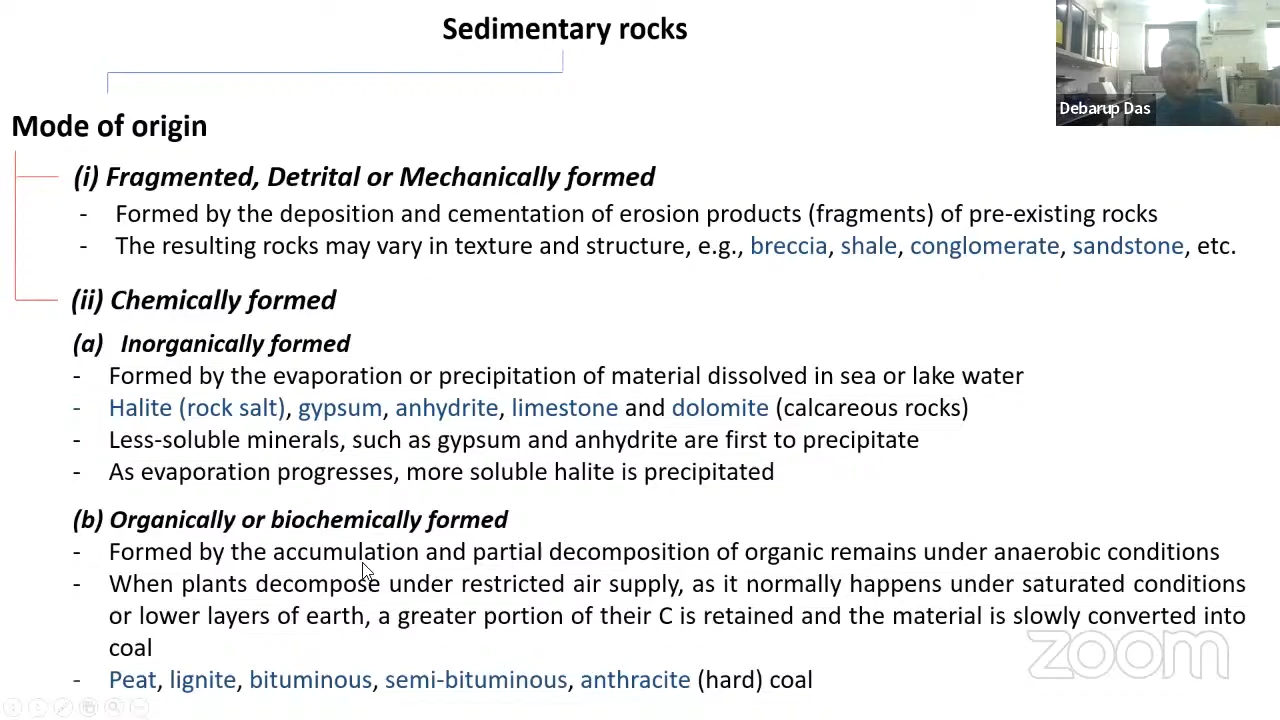 Sedimentary rocks
Debarup Das
Mode of origin
(i) Fragmented, Detrital or Mechanically formed
- Formed by the deposition and cementation of erosion products (fragments) of pre-existing rocks
- The resulting rocks may vary in texture and structure, e.g., breccia, shale, conglomerate, sandstone, etc.
(ii) Chemically formed
(a) Inorganically formed
- Formed by the evaporation or precipitation of material dissolved in sea or lake water
- Halite (rock salt), gypsum, anhydrite, limestone and dolomite (calcareous rocks)
- Less-soluble minerals, such as gypsum and anhydrite are first to precipitate
- As evaporation progresses, more soluble halite is precipitated
(b) Organically or biochemically formed
- Formed by the accumulation and partial decomposition of organic remains under anaerobic conditions
- When plants decompose under restricted air supply, as it normally happens under saturated conditions
or lower layers of earth, a greater portion of their C is retained and the material is slowly converted into
coal
- Peat, lignite, bituminous, semi-bituminous, anthracite (hard) coal
zoom